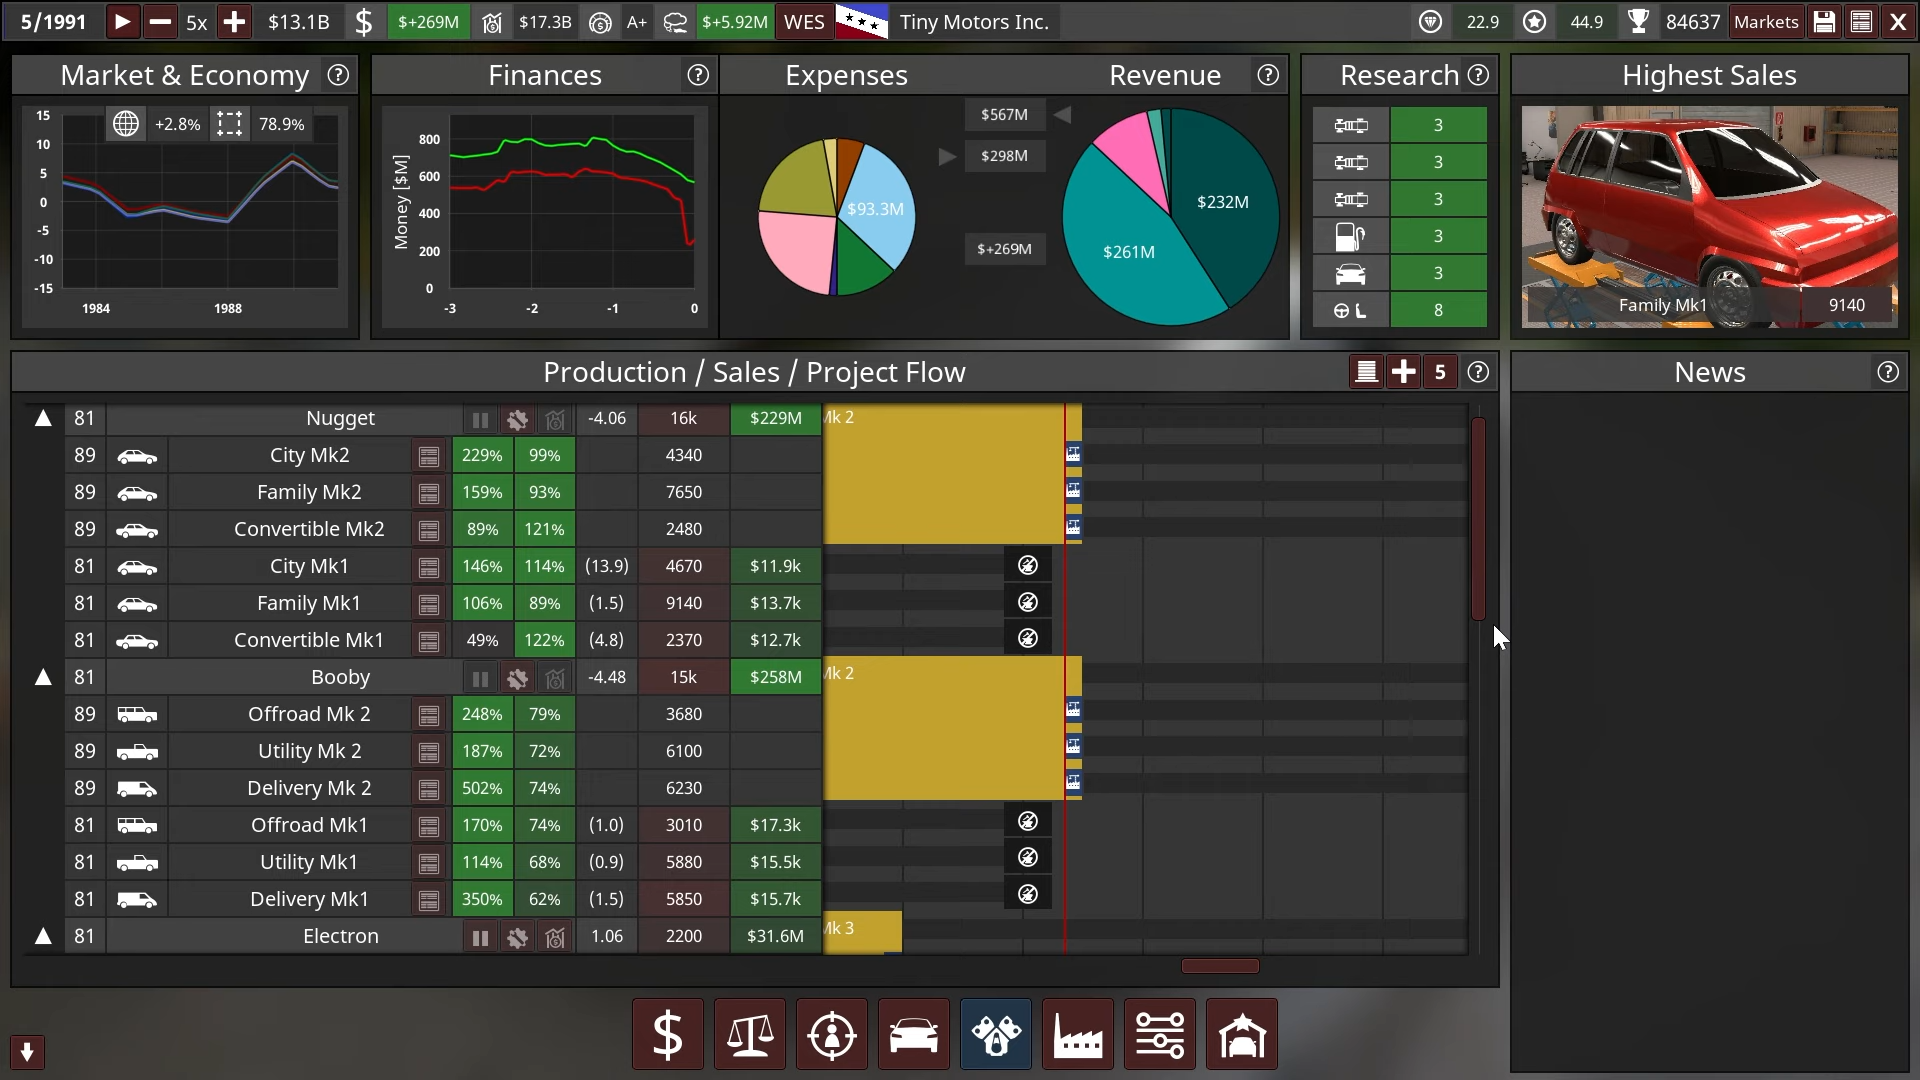 5/1991 5x $13.1B $+269M $17.3B A+ $+5.92M WES Tiny Motors Inc. 22.9 44.9 84637 Markets X
Market & Economy ?
+2.8% 78.9%
15
10
5
0
-5
-10
-15
1984 1988
Finances ?
Money [$M]
800
600
400
200
0
-3 -2 -1 0
Expenses Revenue ?
$93.3M
$567M
$298M
$+269M
$232M
$261M
Research ?
3
3
3
3
3
8
Highest Sales
Family Mk1 9140
Production / Sales / Project Flow 5 ?
81 Nugget -4.06 16k $229M Mk 2
89 City Mk2 229% 99% 4340
89 Family Mk2 159% 93% 7650
89 Convertible Mk2 89% 121% 2480
81 City Mk1 146% 114% (13.9) 4670 $11.9k
81 Family Mk1 106% 89% (1.5) 9140 $13.7k
81 Convertible Mk1 49% 122% (4.8) 2370 $12.7k
81 Booby -4.48 15k $258M Mk 2
89 Offroad Mk 2 248% 79% 3680
89 Utility Mk 2 187% 72% 6100
89 Delivery Mk 2 502% 74% 6230
81 Offroad Mk1 170% 74% (1.0) 3010 $17.3k
81 Utility Mk1 114% 68% (0.9) 5880 $15.5k
81 Delivery Mk1 350% 62% (1.5) 5850 $15.7k
81 Electron 1.06 2200 $31.6M Mk 3
News ?
$